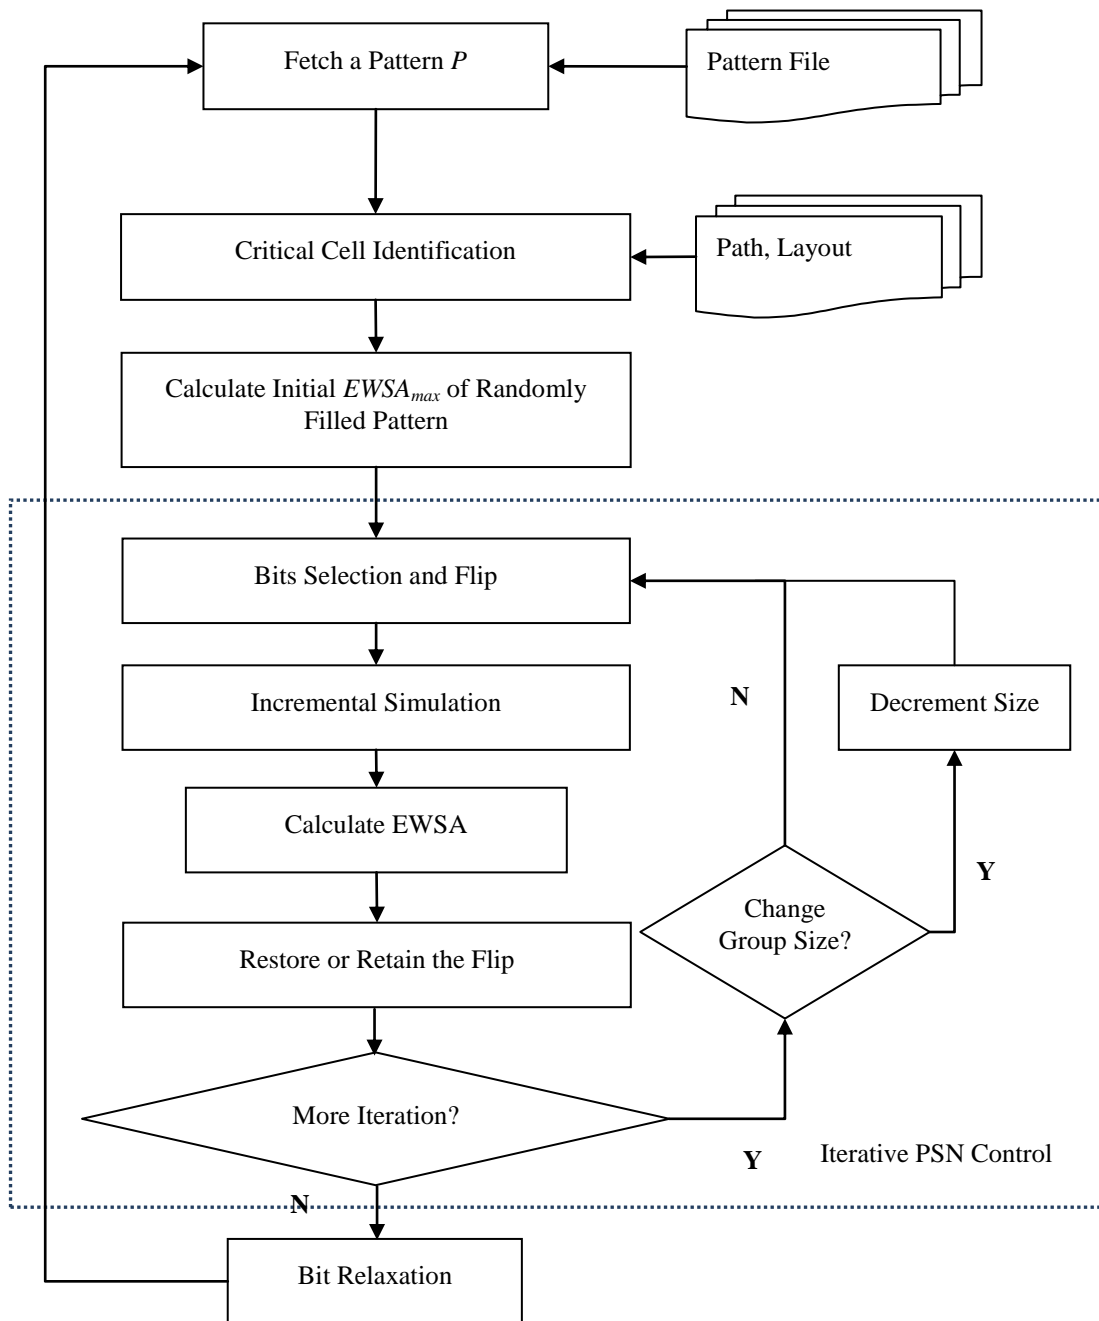 Fetch a Pattern P
Pattern File
Critical Cell Identification
Path, Layout
Calculate Initial EWSAmax of Randomly
Filled Pattern
Bits Selection and Flip
Incremental Simulation
N
Decrement Size
Calculate EWSA
Y
Change
Group Size?
Restore or Retain the Flip
More Iteration?
Y
Iterative PSN Control
N
Bit Relaxation